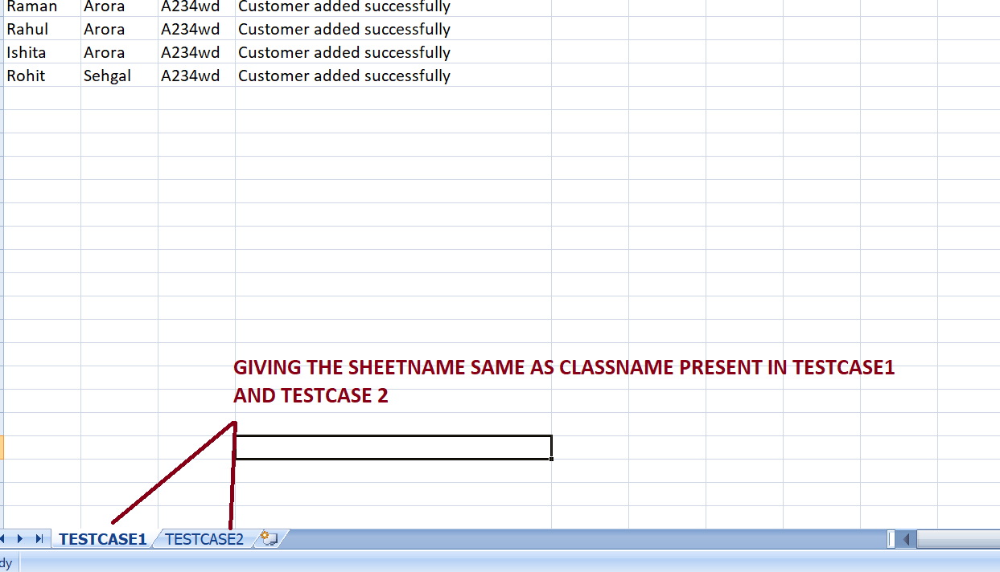 Raman Arora A234wd Customer added successfully
Rahul Arora A234wd Customer added successfully
Ishita Arora A234wd Customer added successfully
Rohit Sehgal A234wd Customer added successfully
GIVING THE SHEETNAME SAME AS CLASSNAME PRESENT IN TESTCASE1
AND TESTCASE 2
TESTCASE1 TESTCASE2
dy